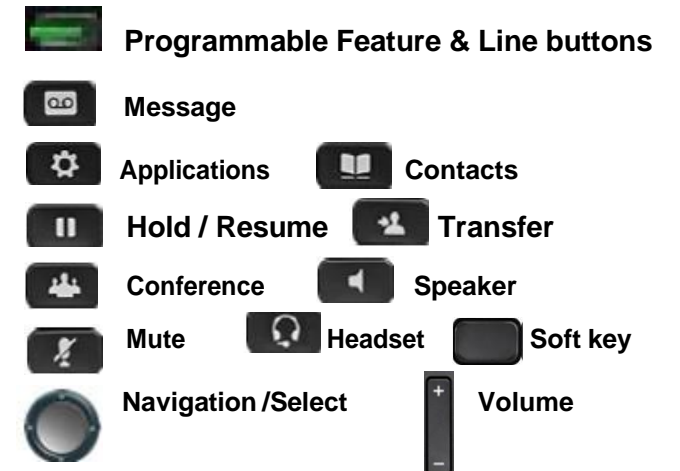 Programmable Feature & Line buttons
Message
Applications Contacts
Hold / Resume Transfer
Conference Speaker
Mute Headset Soft key
Navigation /Select + Volume
−